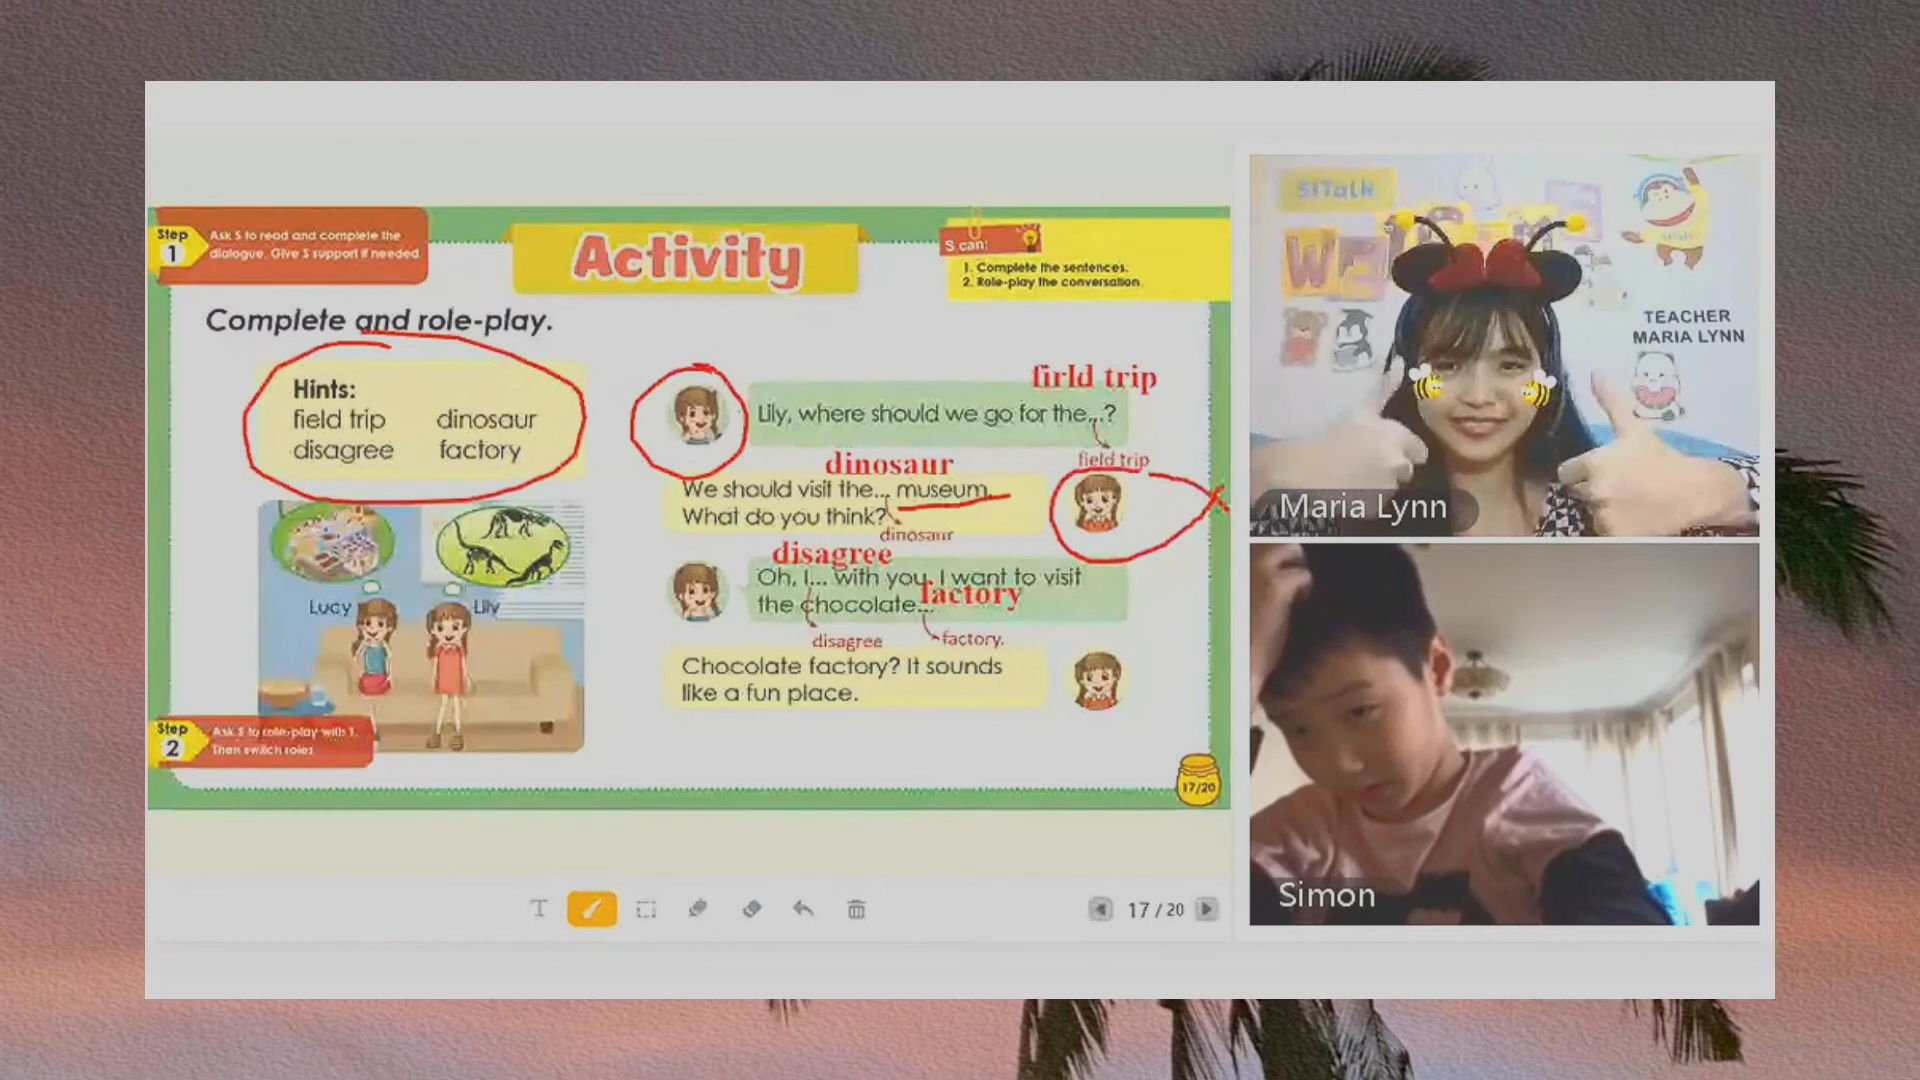 Step 1
Ask S to read and complete the
dialogue. Give S support if needed.
Activity
S can:
1. Complete the sentences.
2. Role-play the conversation.
Complete and role-play.
Hints:
field trip dinosaur
disagree factory
Lucy
Lily
Step 2
Ask S to role-play with T.
Then switch roles
firld trip
Lily, where should we go for the...?
field trip
dinosaur
We should visit the... museum.
What do you think?
dinosaur
disagree
Oh, I... with you. I want to visit
factory
the chocolate...
disagree
factory.
Chocolate factory? It sounds
like a fun place.
17/20
T
17 / 20
51Talk
TEACHER
MARIA LYNN
Maria Lynn
Simon